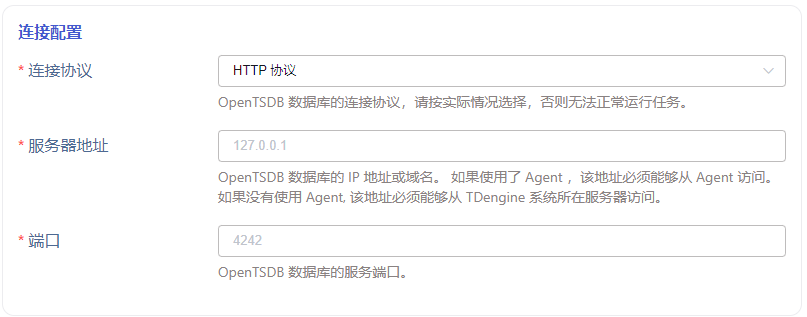 连接配置
* 连接协议
HTTP 协议
OpenTSDB 数据库的连接协议，请按实际情况选择，否则无法正常运行任务。
* 服务器地址
127.0.0.1
OpenTSDB 数据库的 IP 地址或域名。 如果使用了 Agent ，该地址必须能够从 Agent 访问。
如果没有使用 Agent, 该地址必须能够从 TDengine 系统所在服务器访问。
* 端口
4242
OpenTSDB 数据库的服务端口。